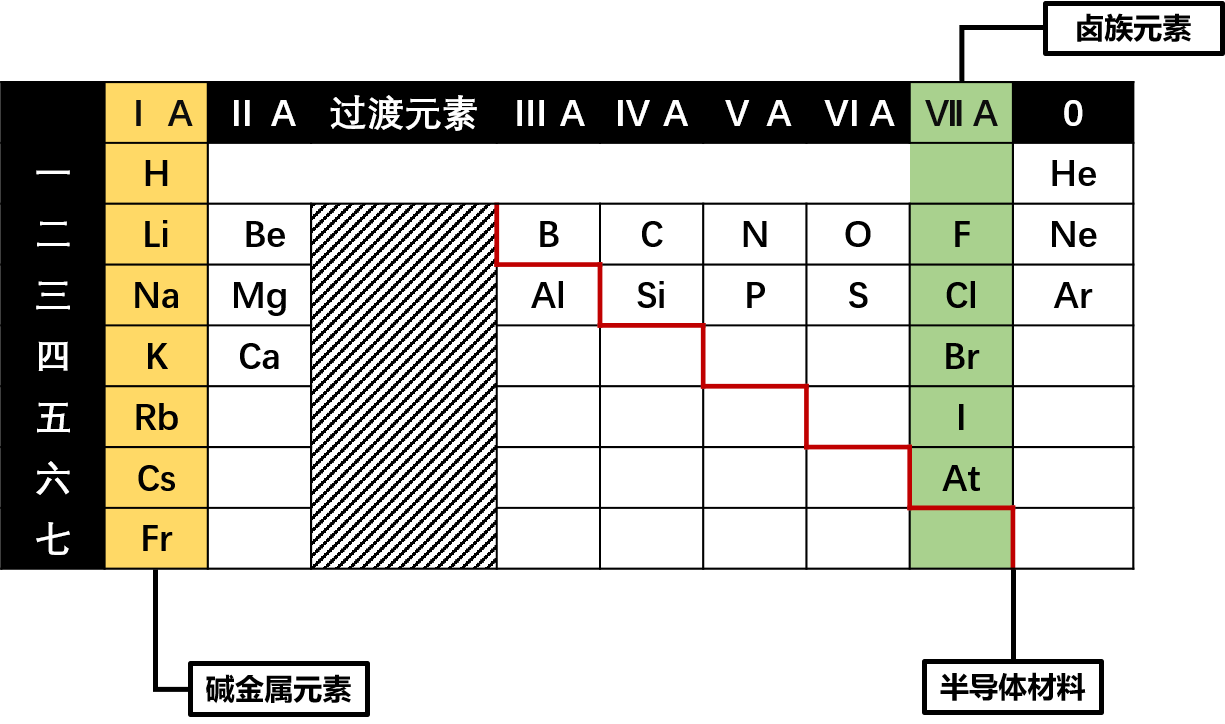 卤族元素
Ⅰ A Ⅱ A 过渡元素 Ⅲ A Ⅳ A Ⅴ A Ⅵ A Ⅶ A 0
一 H He
二 Li Be B C N O F Ne
三 Na Mg Al Si P S Cl Ar
四 K Ca Br
五 Rb I
六 Cs At
七 Fr
碱金属元素 半导体材料